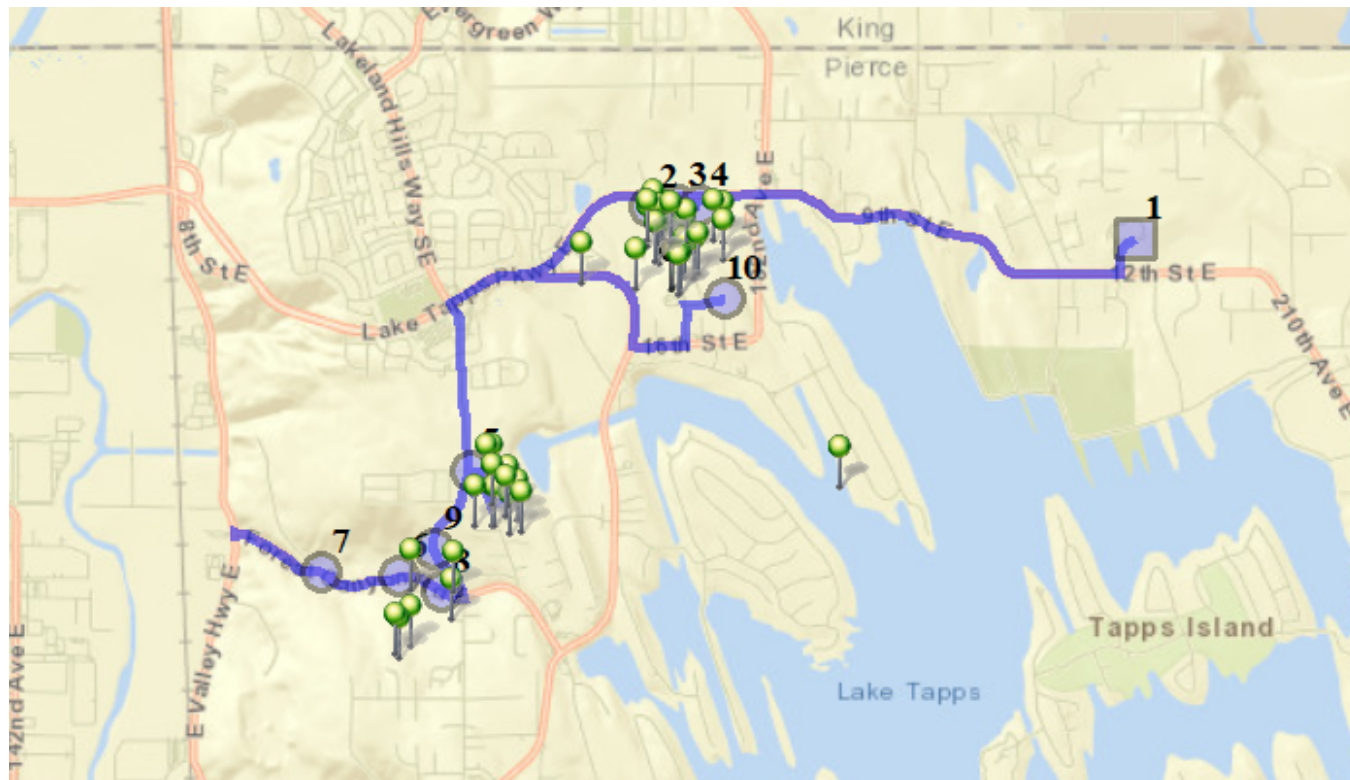 King
Pierce
Lakeland Hills Way SE
8th St E
Lake Tapps Pkwy E
2
3
4
1
9th St E
12th St E
210th Ave E
10
16th St E
5
9
7
8
E Valley Hwy E
142nd Ave E
Tapps Island
Lake Tapps